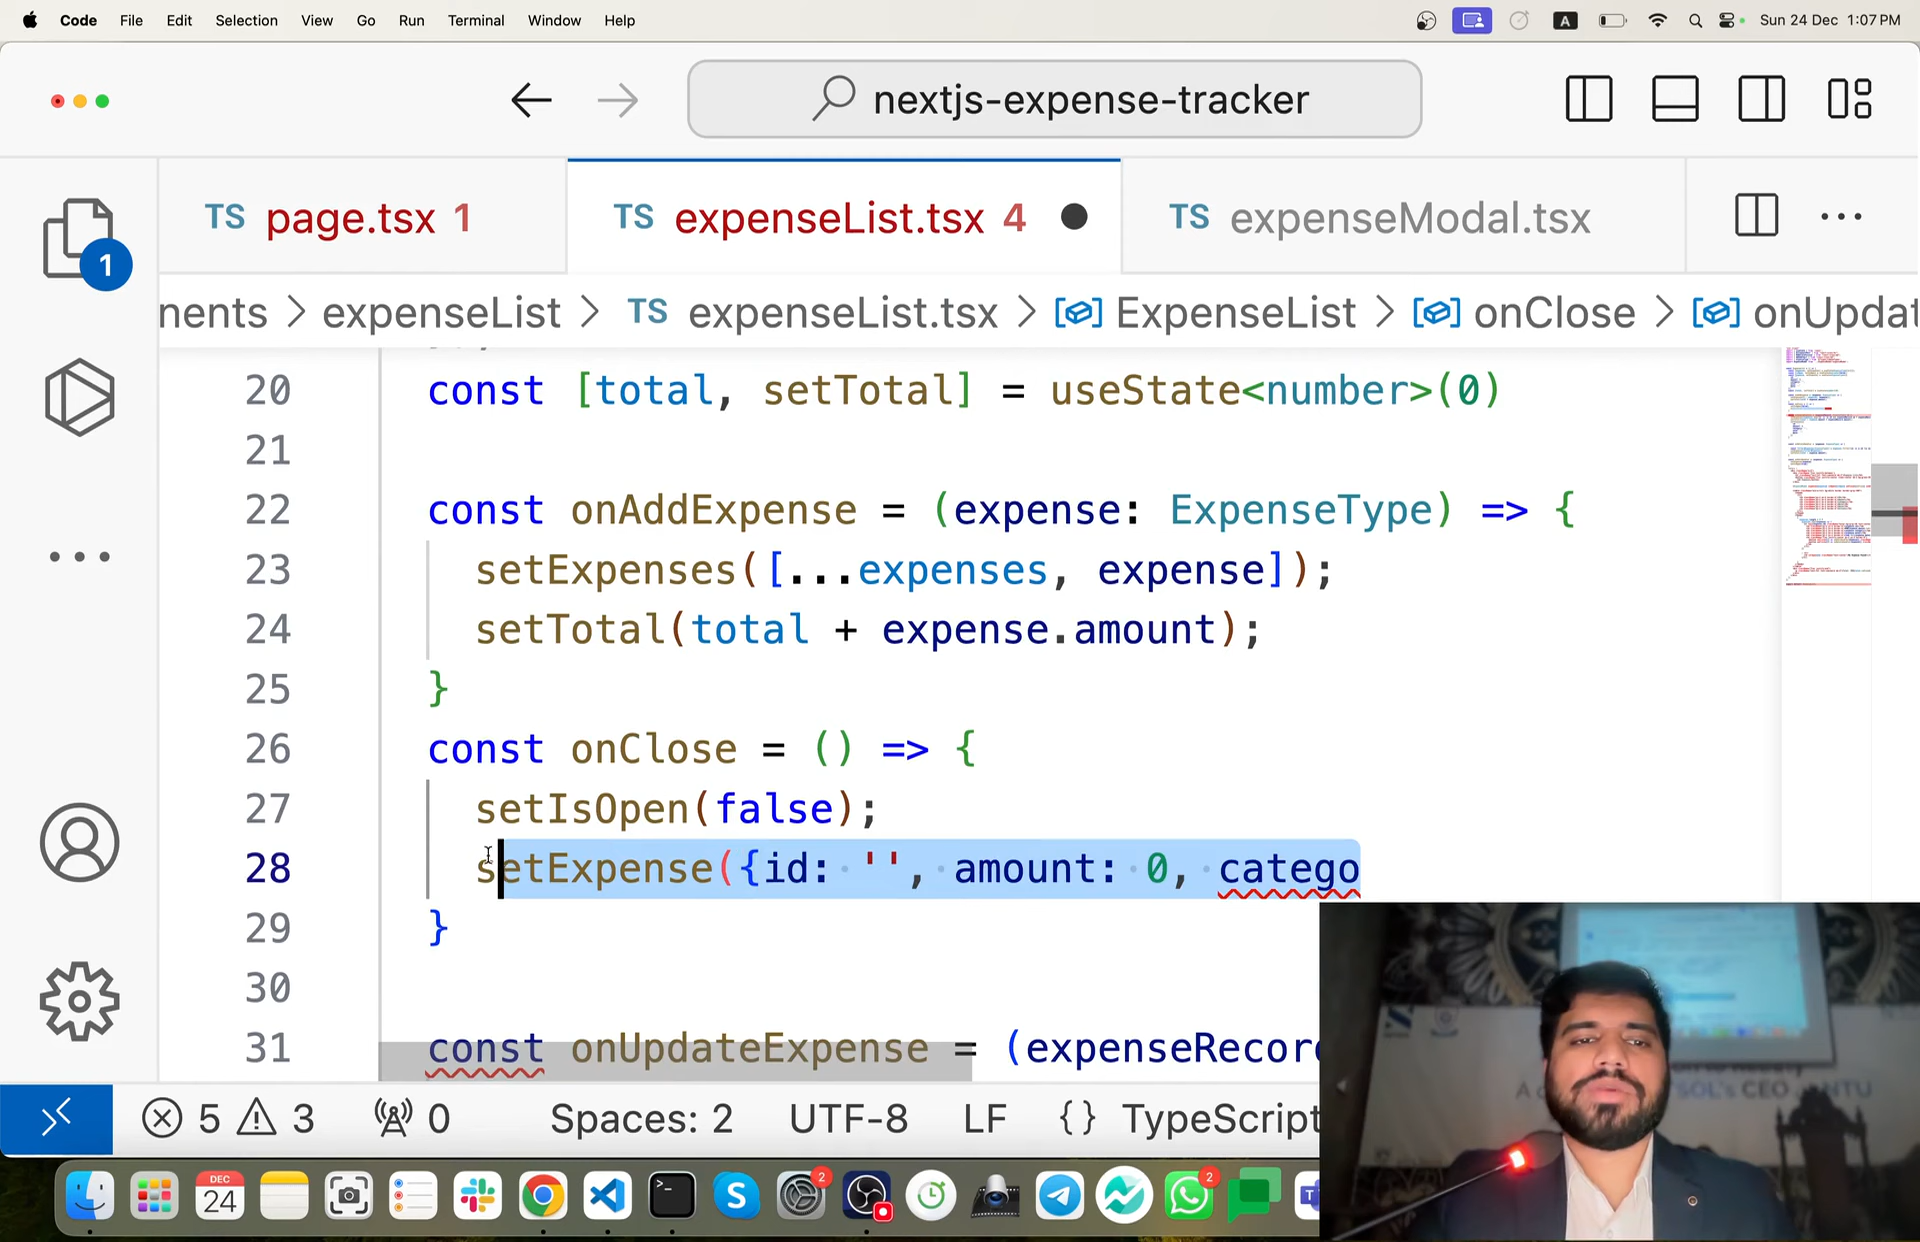 Code File Edit Selection View Go Run Terminal Window Help A Sun 24 Dec 1:07 PM
nextjs-expense-tracker
1
TS page.tsx 1 TS expenseList.tsx 4 TS expenseModal.tsx
nents > expenseList > TS expenseList.tsx > ExpenseList > onClose > onUpdat
20 const [total, setTotal] = useState<number>(0)
21
22 const onAddExpense = (expense: ExpenseType) => {
23 setExpenses([...expenses, expense]);
24 setTotal(total + expense.amount);
25 }
26 const onClose = () => {
27 setIsOpen(false);
28 setExpense({id: '', amount: 0, catego
29 }
30
31 const onUpdateExpense = (expenseRecor
5 3 0 Spaces: 2 UTF-8 LF {} TypeScript
SOL's CEO NTU
DEC
24
2
2